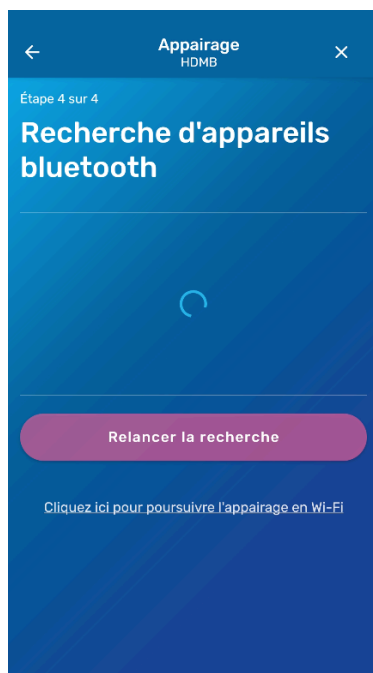 Appairage
HDMB
Étape 4 sur 4
Recherche d'appareils
bluetooth
Relancer la recherche
Cliquez ici pour poursuivre l'appairage en Wi-Fi